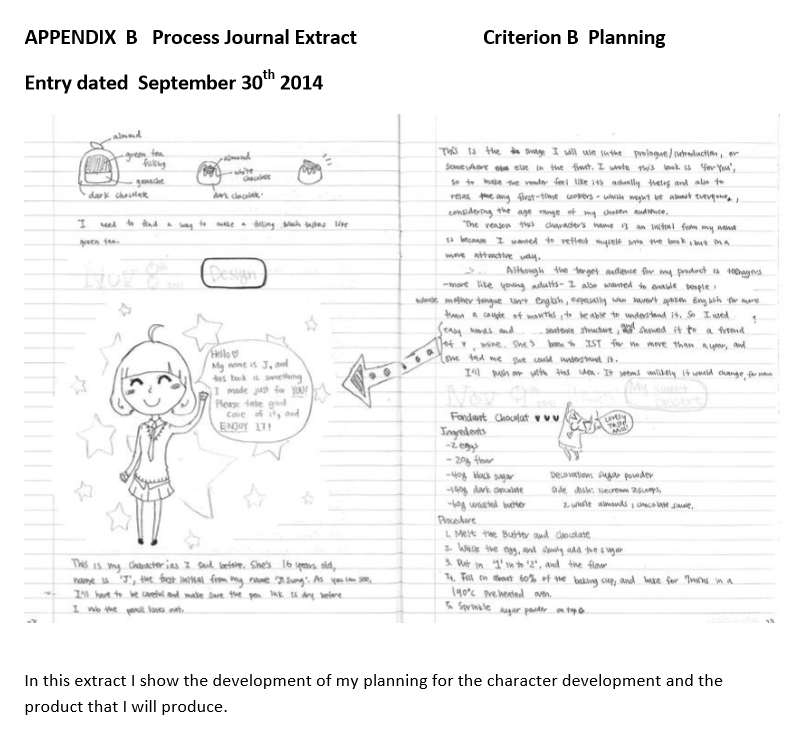 APPENDIX B Process Journal Extract
Criterion B Planning
Entry dated September 30th 2014
almond
green tea filling
ganache
dark chocolate
almond
white chocolate
dark chocolate
I need to find a way to make a filling which tastes like
green tea.
Nov 8th
Design
Hello ♡
My name is J, and
this book is something
I made just for YOU!
Please take good
care of it, and
ENJOY IT!
This is my character as I said before. She's 16 years old,
name is "J", the first initial from my name. As you can see,
I'll have to be careful and make sure the pen ink is dry before
I rub the pencil lines out.
This is the image I will use in the prologue/introduction, or
somewhere else in the front. I wrote this book is 'for You',
so to make the reader feel like its actually theirs and also to
relax any first-time cookers - which might be almost everyone,
considering the age range of my chosen audience.
The reason this character's name is an initial from my name
is because I wanted to reflect myself into the book, but in a
more attractive way.
Although the target audience for my product is teenagers
- more like young adults - I also wanted to enable people
whose mother tongue isn't English, especially who haven't spoken English for more
than a couple of months, to be able to understand it. So I used
easy words and sentence structure, and showed it to a friend
of mine. She's been to IST for no more than a year, and
she told me she could understand it.
I'll push on with this idea. It seems unlikely it would change, for now
Nov 9th
Fondant Chocolat ♥♥♥
Ingredients
-2 eggs
-20g flour
-40g black sugar
-140g dark chocolate
-60g unsalted butter
Decoration: sugar powder
side dish: icecream 2 scoops,
2 whole almonds, chocolate sauce.
Procedure
1. Melt the Butter and Chocolate
2. Whisk the egg, and slowly add the sugar
3. Put in '1' into '2', and the flour
4. Fill in about 60% of the baking cup, and bake for 7mins in a
190°C preheated oven.
5. Sprinkle sugar powder on top
In this extract I show the development of my planning for the character development and the
product that I will produce.